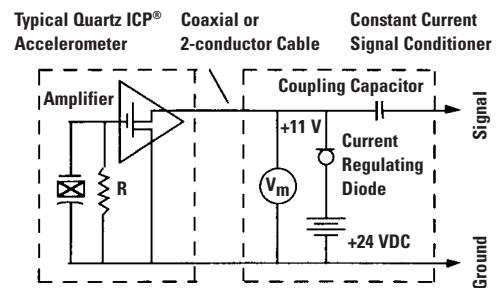 Typical Quartz ICP®
Accelerometer
Coaxial or
2-conductor Cable
Constant Current
Signal Conditioner
Amplifier
R
Coupling Capacitor
+11 V
Current
Regulating
Diode
Vm
+24 VDC
Signal
Ground